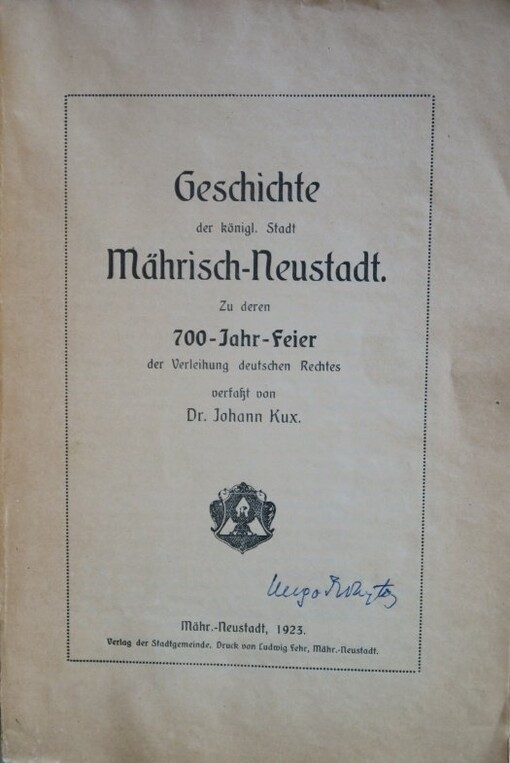 Geschichte
der königl. Stadt
Mährisch-Neustadt.
Zu deren
700-Jahr-Feier
der Verleihung deutschen Rechtes
verfaßt von
Dr. Johann Kux.
Hugo
Mähr.-Neustadt, 1923.
Verlag der Stadtgemeinde. Druck von Ludwig Fehr, Mähr.-Neustadt.